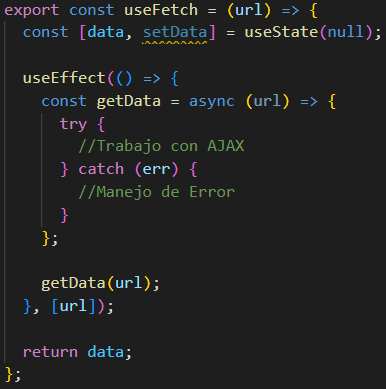 export const useFetch = (url) => {
  const [data, setData] = useState(null);

  useEffect(() => {
    const getData = async (url) => {
      try {
        //Trabajo con AJAX
      } catch (err) {
        //Manejo de Error
      }
    };

    getData(url);
  }, [url]);

  return data;
};